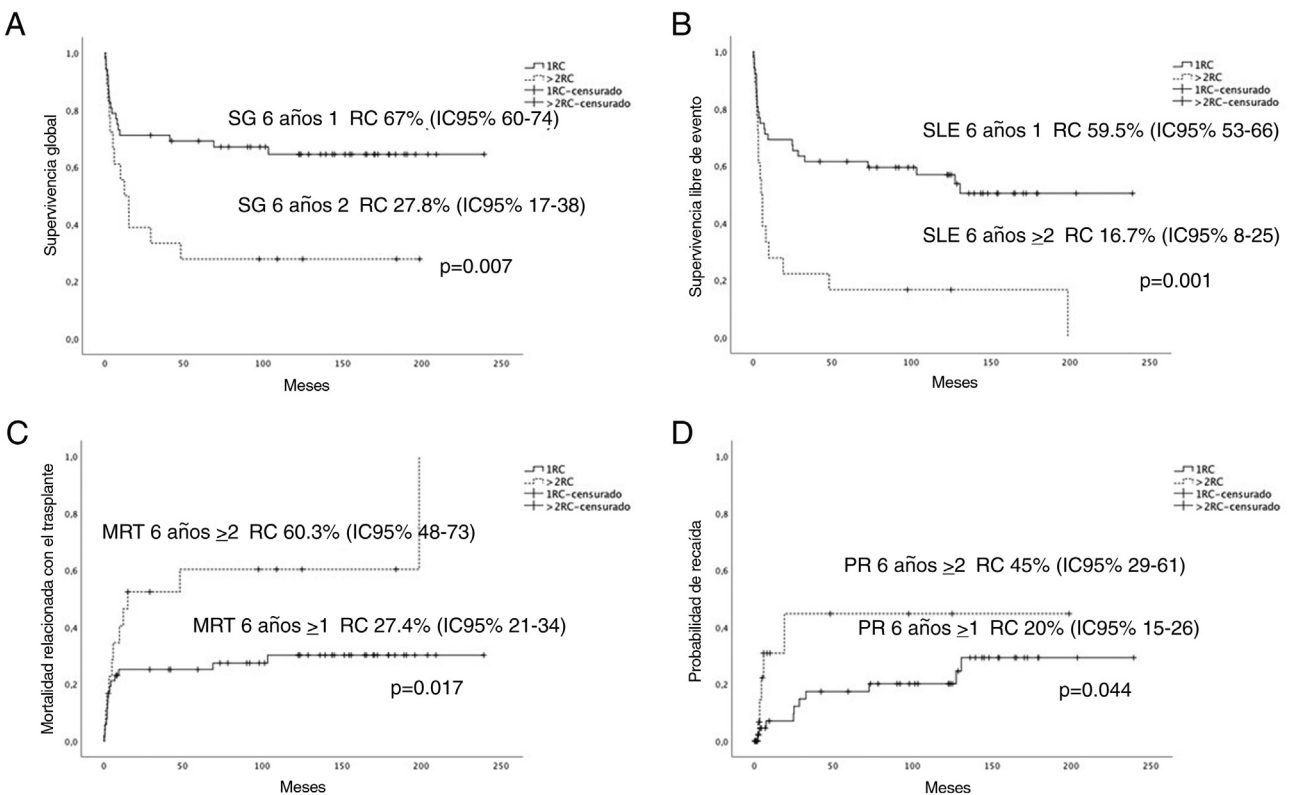 A
Supervivencia global
1,0
0,8
0,6
0,4
0,2
0,0
1RC
>2RC
1RC-censurado
>2RC-censurado
SG 6 años 1 RC 67% (IC95% 60-74)
SG 6 años 2 RC 27.8% (IC95% 17-38)
p=0.007
0 50 100 150 200 250
Meses
B
Supervivencia libre de evento
1,0
0,8
0,6
0,4
0,2
0,0
1RC
>2RC
1RC-censurado
>2RC-censurado
SLE 6 años 1 RC 59.5% (IC95% 53-66)
SLE 6 años ≥2 RC 16.7% (IC95% 8-25)
p=0.001
0 50 100 150 200 250
Meses
C
Mortalidad relacionada con el trasplante
1,0
0,8
0,6
0,4
0,2
0,0
1RC
>2RC
1RC-censurado
>2RC-censurado
MRT 6 años ≥2 RC 60.3% (IC95% 48-73)
MRT 6 años ≥1 RC 27.4% (IC95% 21-34)
p=0.017
0 50 100 150 200 250
Meses
D
Probabilidad de recaída
1,0
0,8
0,6
0,4
0,2
0,0
1RC
>2RC
1RC-censurado
>2RC-censurado
PR 6 años ≥2 RC 45% (IC95% 29-61)
PR 6 años ≥1 RC 20% (IC95% 15-26)
p=0.044
0 50 100 150 200 250
Meses